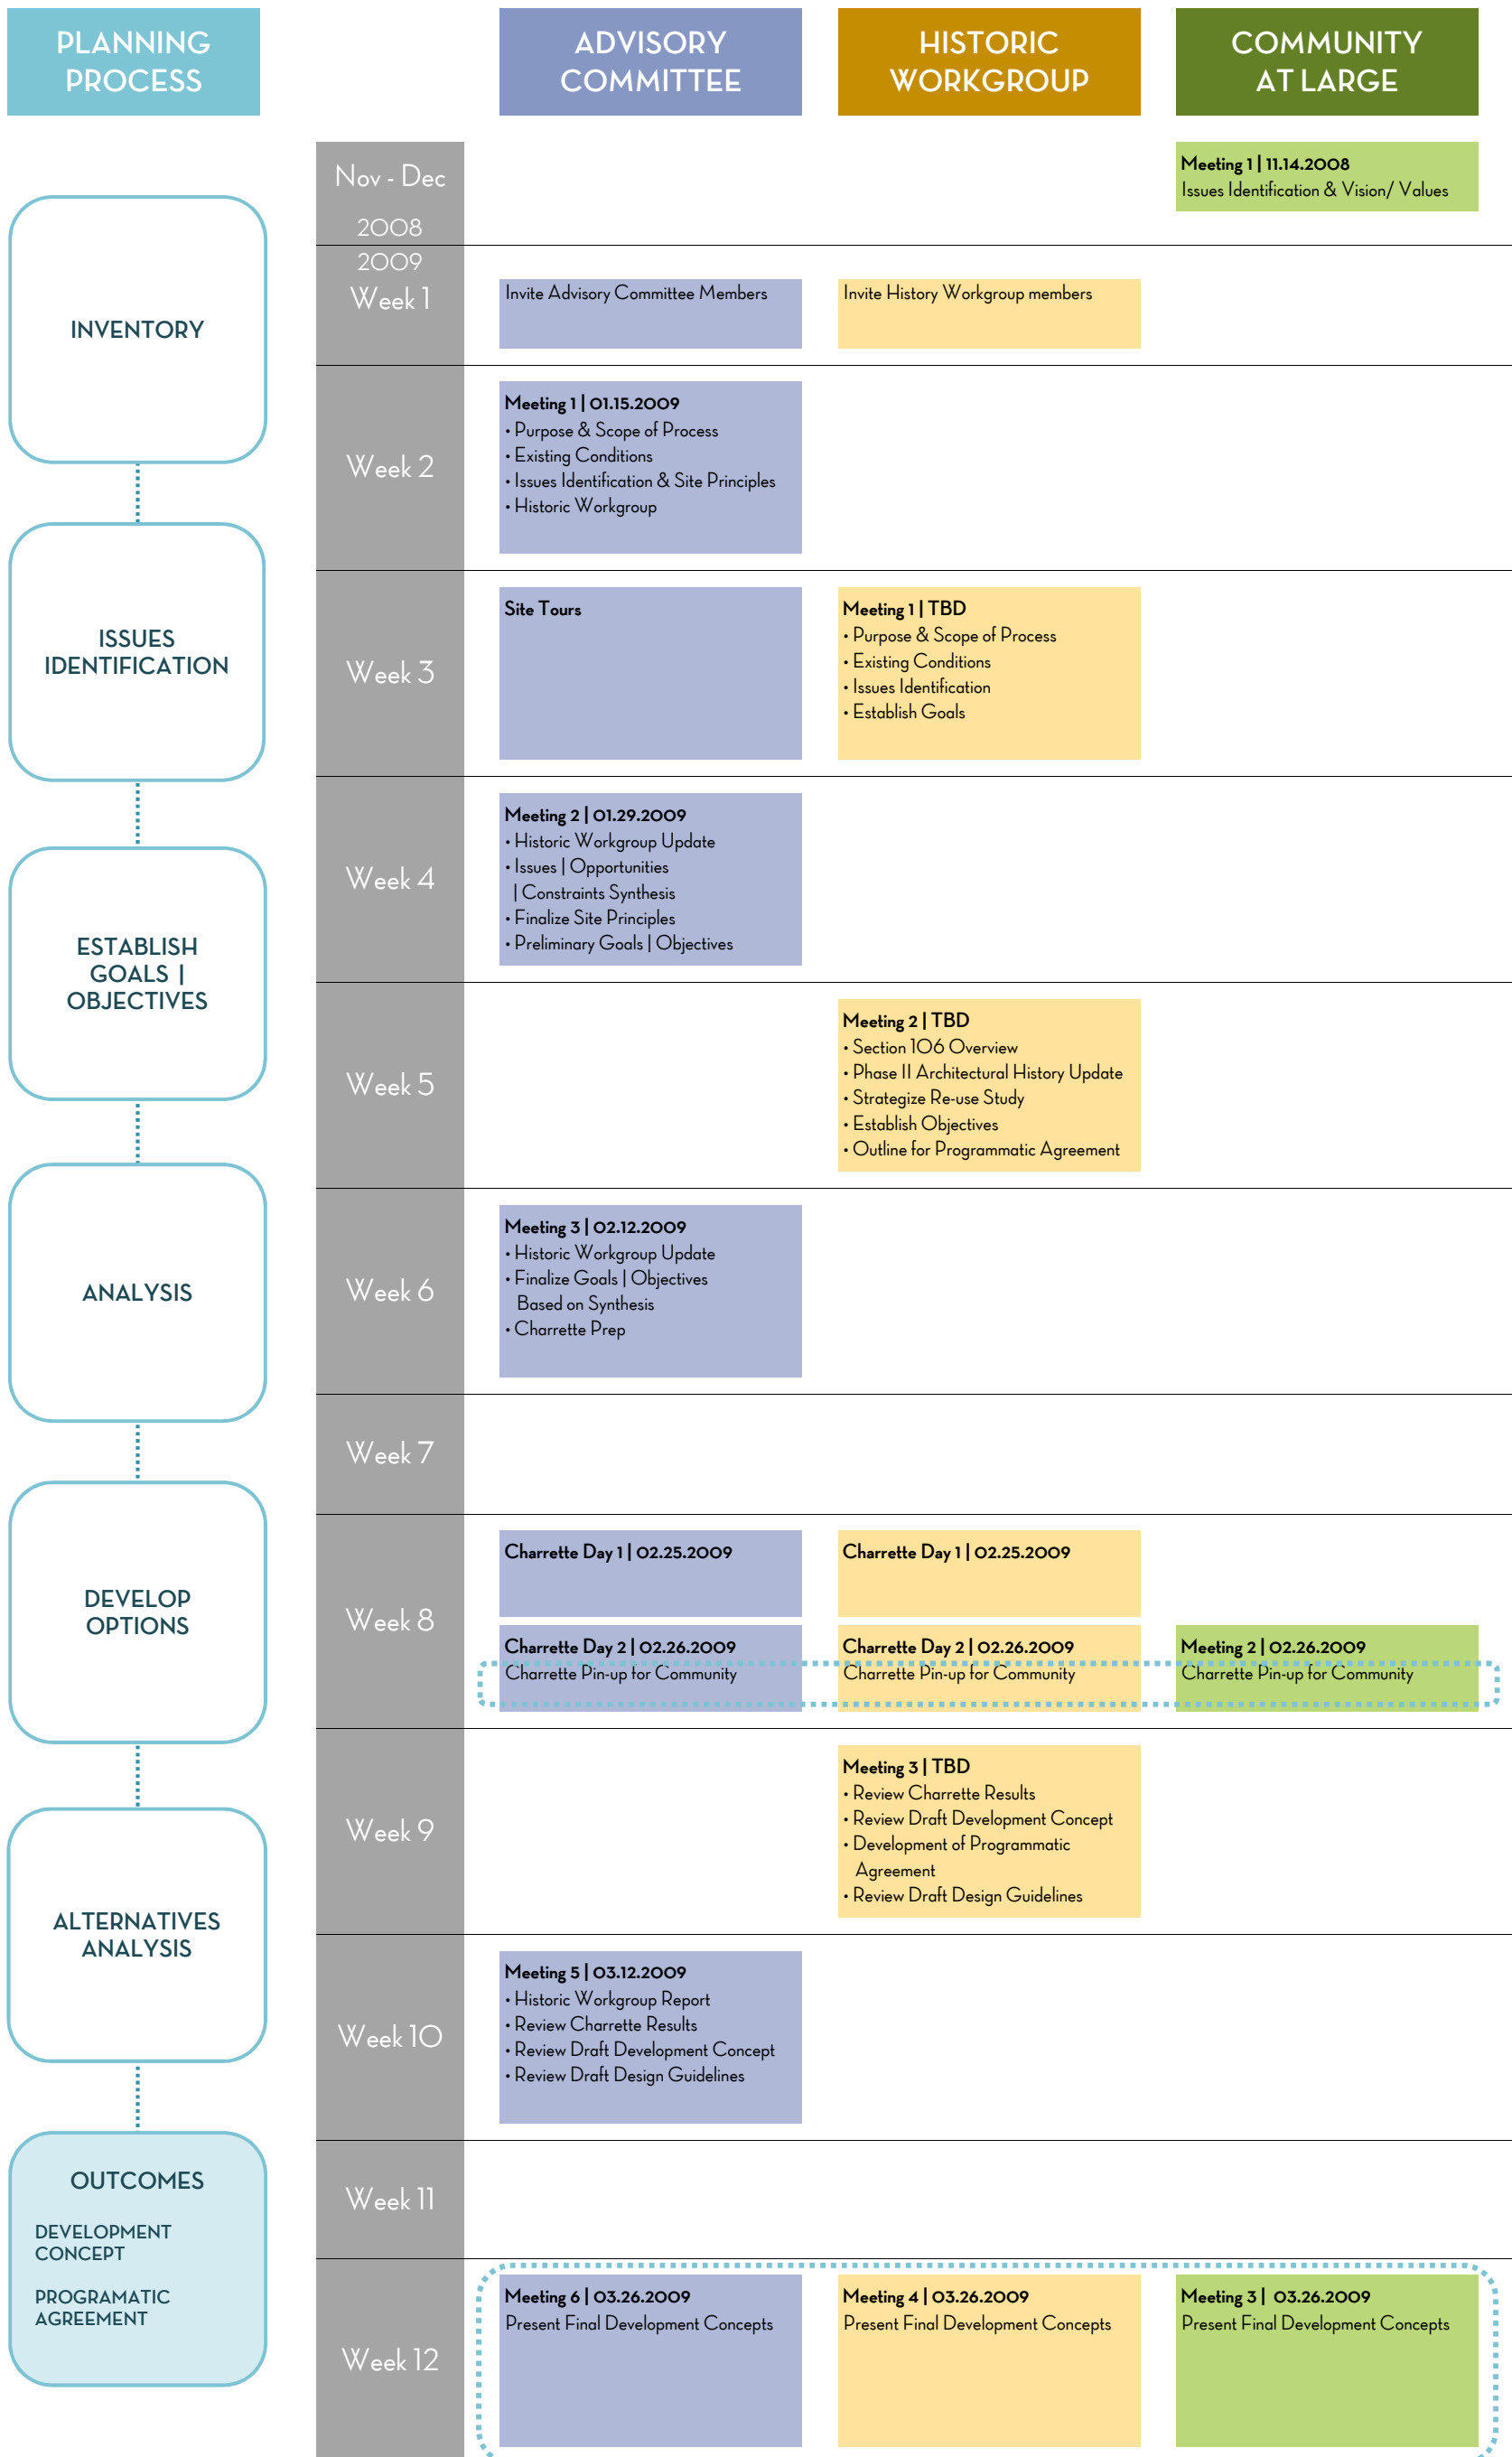 PLANNING
PROCESS
ADVISORY
COMMITTEE
HISTORIC
WORKGROUP
COMMUNITY
AT LARGE
INVENTORY
ISSUES
IDENTIFICATION
ESTABLISH
GOALS |
OBJECTIVES
ANALYSIS
DEVELOP
OPTIONS
ALTERNATIVES
ANALYSIS
OUTCOMES
DEVELOPMENT
CONCEPT
PROGRAMATIC
AGREEMENT
Nov - Dec
2008
Meeting 1 | 11.14.2008
Issues Identification & Vision/ Values
2009
Week 1
Invite Advisory Committee Members
Invite History Workgroup members
Week 2
Meeting 1 | 01.15.2009
• Purpose & Scope of Process
• Existing Conditions
• Issues Identification & Site Principles
• Historic Workgroup
Week 3
Site Tours
Meeting 1 | TBD
• Purpose & Scope of Process
• Existing Conditions
• Issues Identification
• Establish Goals
Week 4
Meeting 2 | 01.29.2009
• Historic Workgroup Update
• Issues | Opportunities
| Constraints Synthesis
• Finalize Site Principles
• Preliminary Goals | Objectives
Week 5
Meeting 2 | TBD
• Section 106 Overview
• Phase II Architectural History Update
• Strategize Re-use Study
• Establish Objectives
• Outline for Programmatic Agreement
Week 6
Meeting 3 | 02.12.2009
• Historic Workgroup Update
• Finalize Goals | Objectives
Based on Synthesis
• Charrette Prep
Week 7
Week 8
Charrette Day 1 | 02.25.2009
Charrette Day 1 | 02.25.2009
Charrette Day 2 | 02.26.2009
Charrette Pin-up for Community
Charrette Day 2 | 02.26.2009
Charrette Pin-up for Community
Meeting 2 | 02.26.2009
Charrette Pin-up for Community
Week 9
Meeting 3 | TBD
• Review Charrette Results
• Review Draft Development Concept
• Development of Programmatic
Agreement
• Review Draft Design Guidelines
Week 10
Meeting 5 | 03.12.2009
• Historic Workgroup Report
• Review Charrette Results
• Review Draft Development Concept
• Review Draft Design Guidelines
Week 11
Week 12
Meeting 6 | 03.26.2009
Present Final Development Concepts
Meeting 4 | 03.26.2009
Present Final Development Concepts
Meeting 3 | 03.26.2009
Present Final Development Concepts